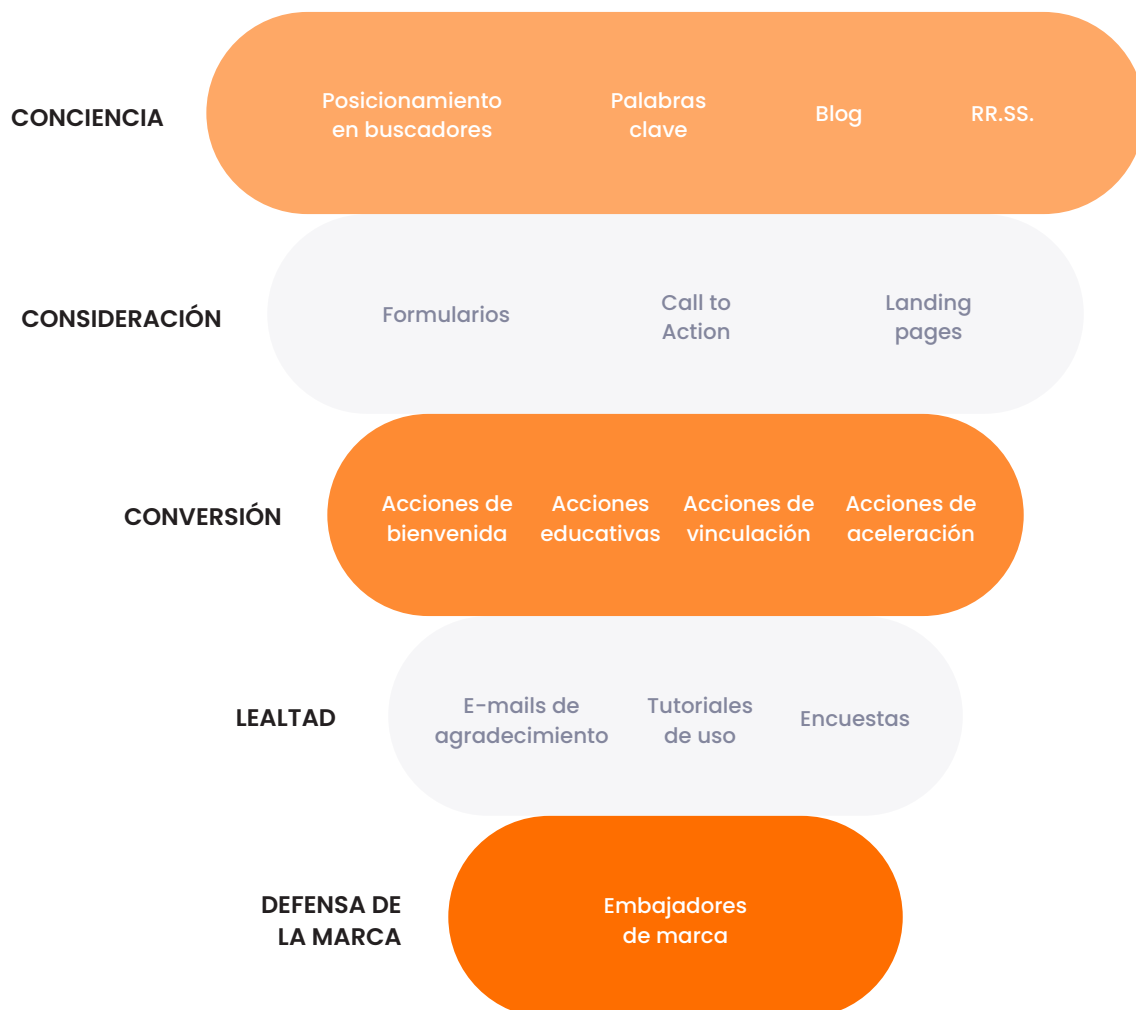 CONCIENCIA
Posicionamiento
en buscadores
Palabras
clave
Blog
RR.SS.
CONSIDERACIÓN
Formularios
Call to
Action
Landing
pages
CONVERSIÓN
Acciones de
bienvenida
Acciones
educativas
Acciones de
vinculación
Acciones de
aceleración
LEALTAD
E-mails de
agradecimiento
Tutoriales
de uso
Encuestas
DEFENSA DE
LA MARCA
Embajadores
de marca